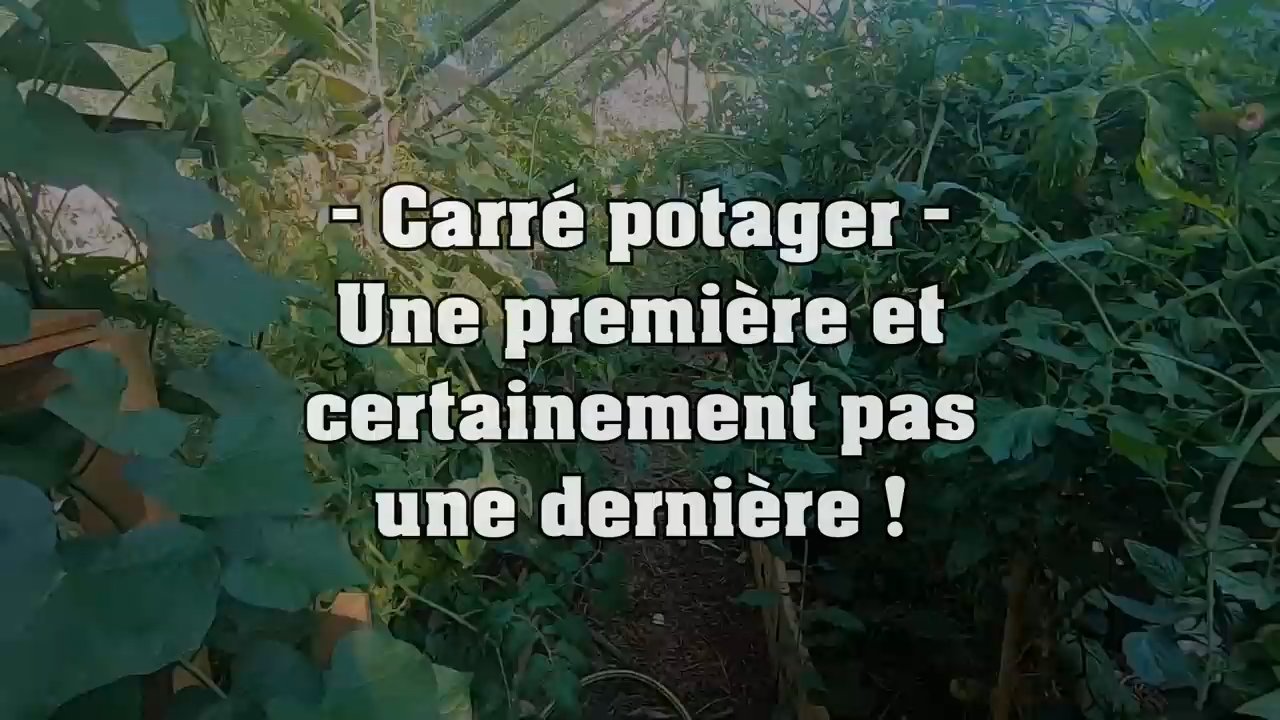 - Carré potager -
Une première et
certainement pas
une dernière !